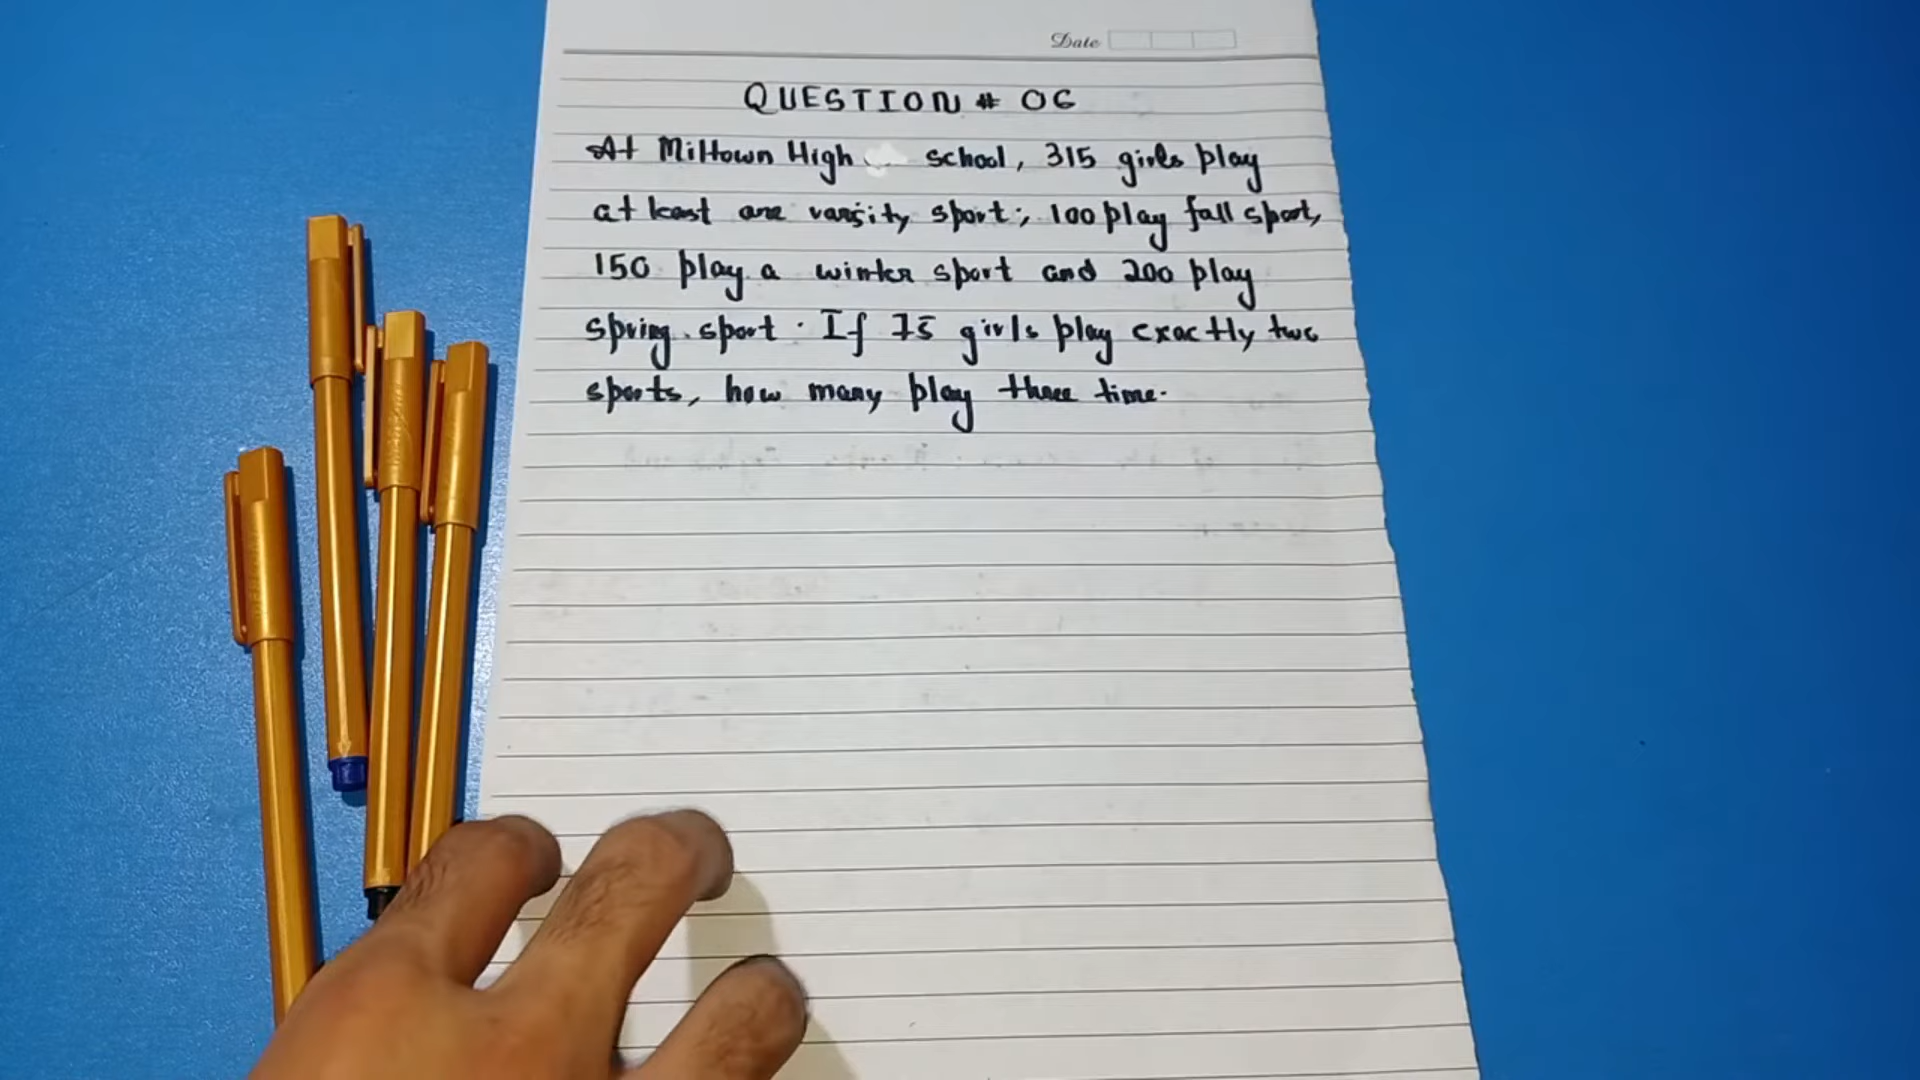 Date
QUESTION # 06
At Miltown High school, 315 girls play
at least one varsity sport; 100 play fall sport,
150 play a winter sport and 200 play
spring sport. If 75 girls play exactly two
sports, how many play three time.